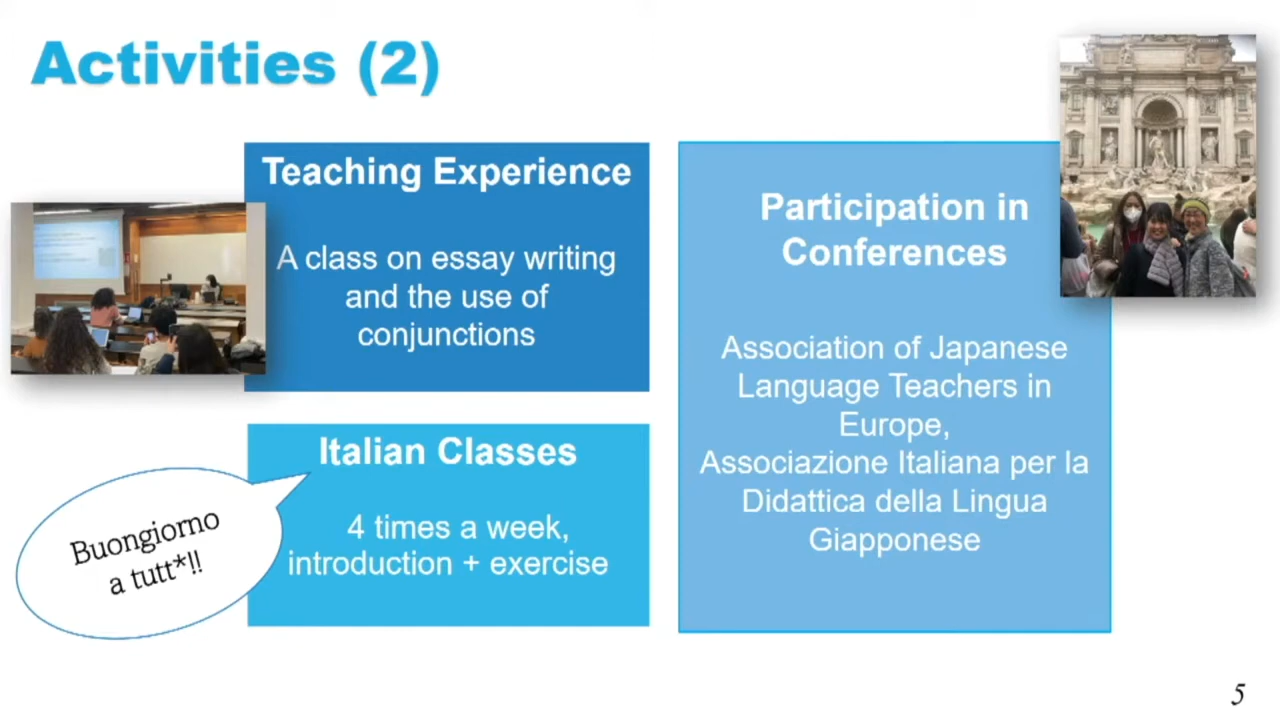 Activities (2)
Teaching Experience
A class on essay writing
and the use of
conjunctions
Italian Classes
4 times a week,
introduction + exercise
Buongiorno
a tutt*!!
Participation in
Conferences
Association of Japanese
Language Teachers in
Europe,
Associazione Italiana per la
Didattica della Lingua
Giapponese
5